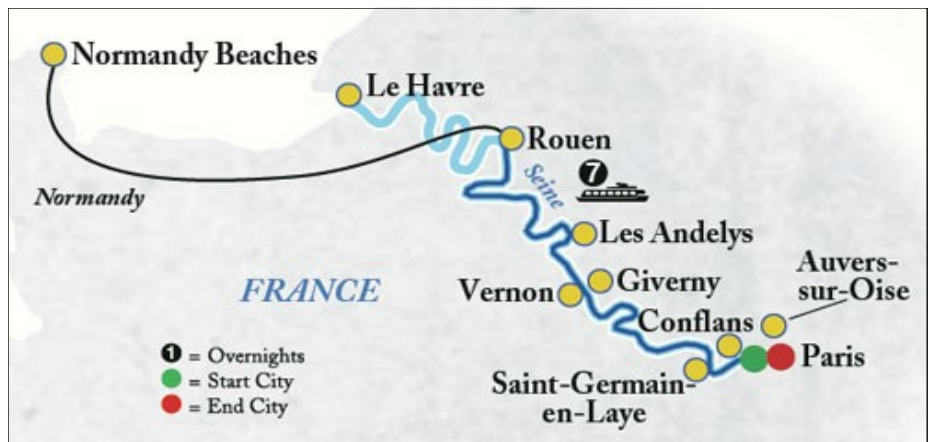 Normandy Beaches
Le Havre
Rouen
Normandy
Seine
7
Les Andelys
Auvers-
sur-Oise
FRANCE
Vernon
Giverny
Conflans
1 = Overnights
= Start City
= End City
Paris
Saint-Germain-
en-Laye